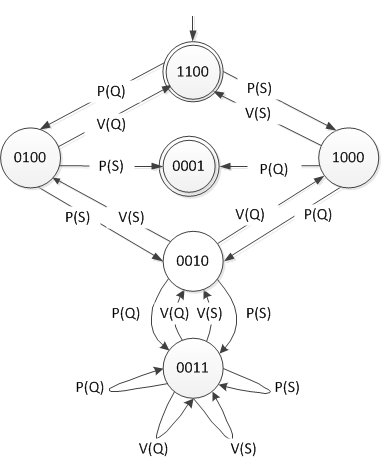 1100
P(Q)
P(S)
V(Q)
V(S)
0100
P(S)
0001
P(Q)
1000
P(S)
V(S)
V(Q)
P(Q)
0010
P(Q)
V(Q)
V(S)
P(S)
0011
P(Q)
P(S)
V(Q)
V(S)